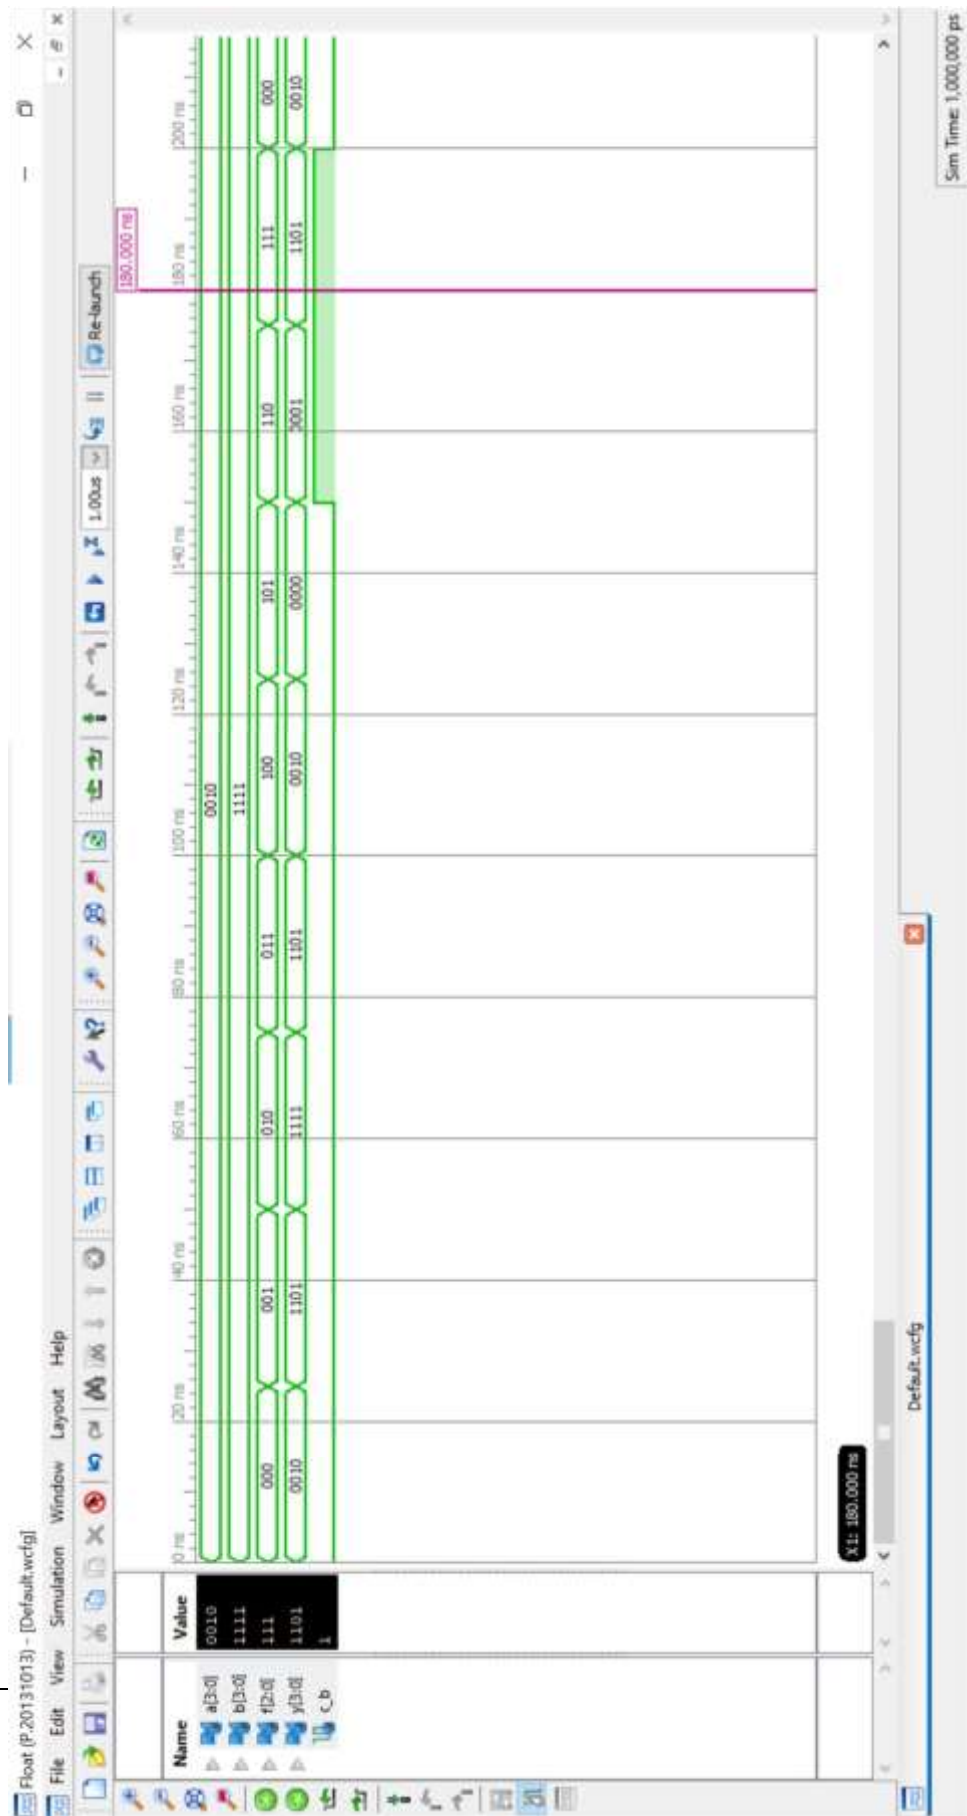 Float (P.20131013) - [Default.wcfg]
File Edit View Simulation Window Layout Help
1.00us Re-launch
Name Value
180.000 ns
0 ns 20 ns 40 ns 60 ns 80 ns 100 ns 120 ns 140 ns 160 ns 180 ns 200 ns
a[3:0] 0010 0010
b[3:0] 1111 1111
f[2:0] 111 000 001 010 011 100 101 110 111 000
y[3:0] 1101 0010 1101 1111 1101 0010 0000 0001 1101 0010
c_b 1
X1: 180.000 ns
Default.wcfg
Sim Time: 1,000,000 ps